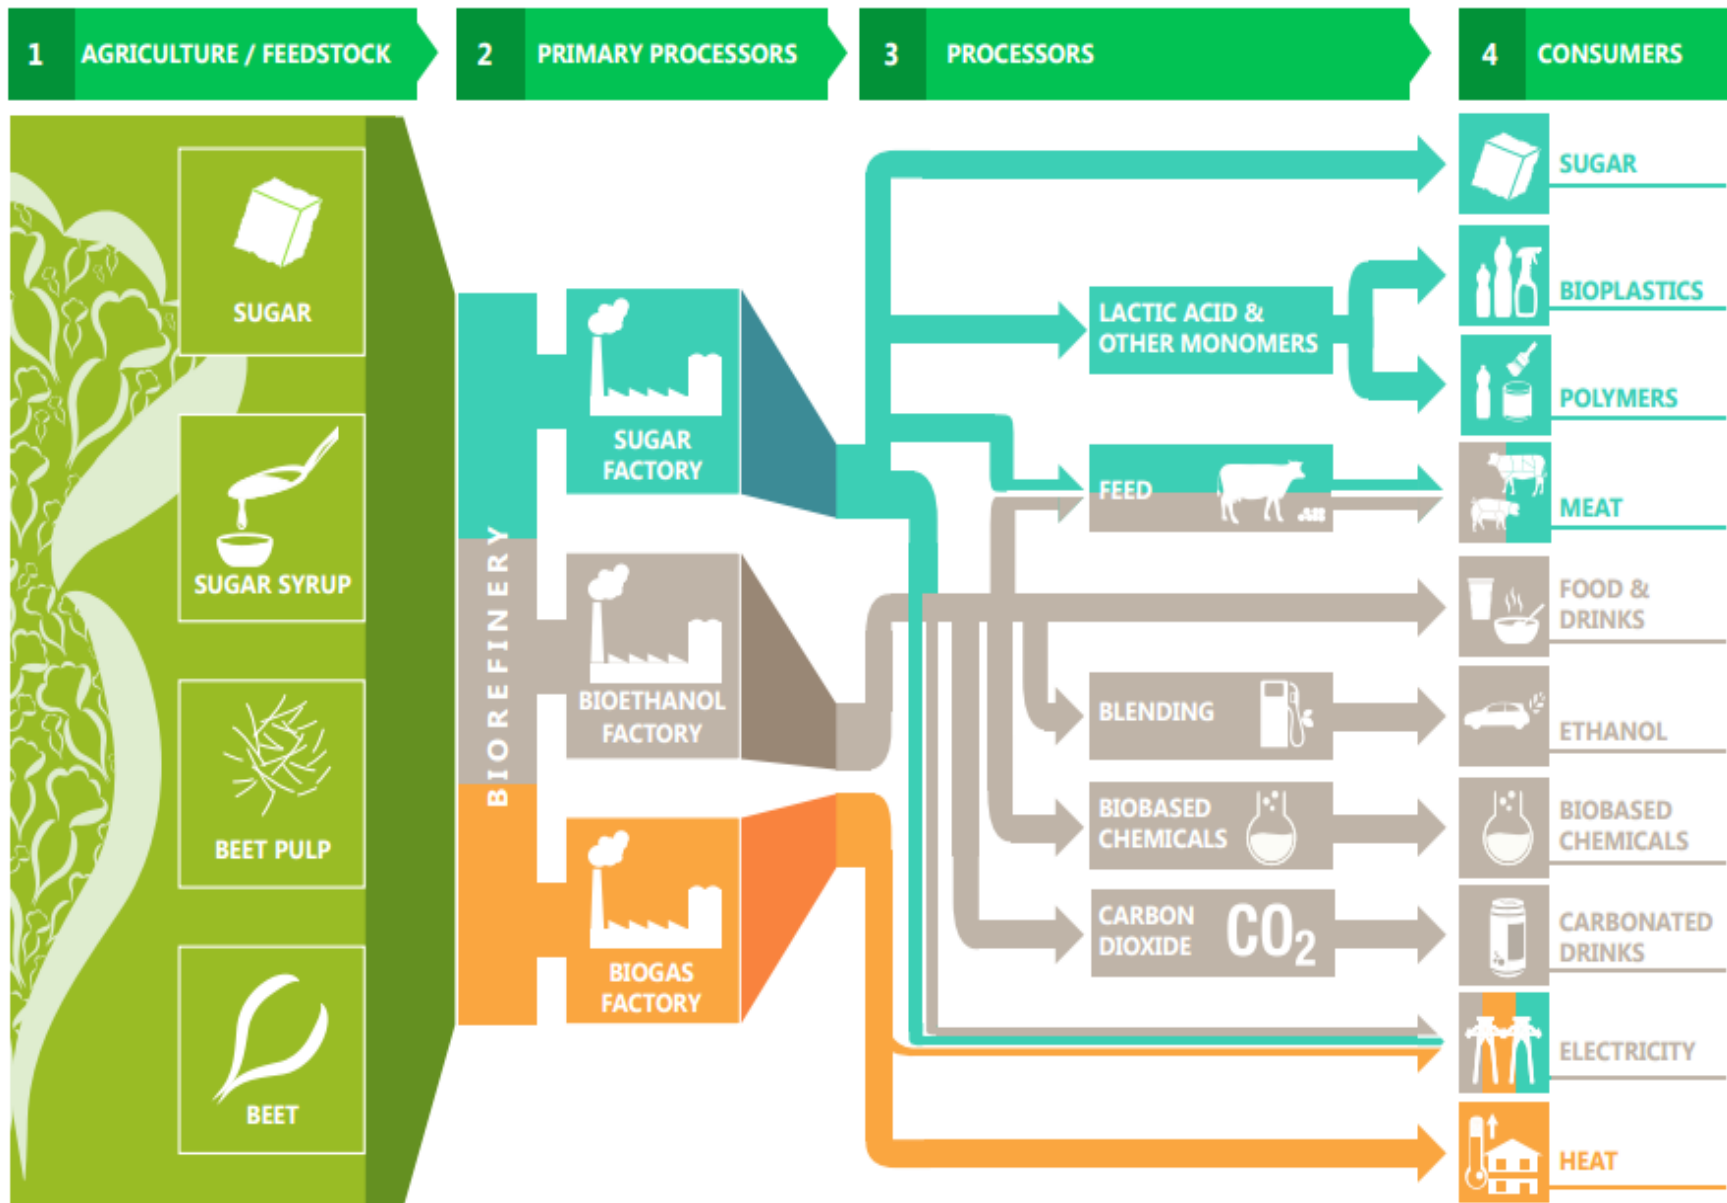 1 AGRICULTURE / FEEDSTOCK
2 PRIMARY PROCESSORS
3 PROCESSORS
4 CONSUMERS
SUGAR
SUGAR SYRUP
BEET PULP
BEET
BIOREFINERY
SUGAR
FACTORY
BIOETHANOL
FACTORY
BIOGAS
FACTORY
LACTIC ACID &
OTHER MONOMERS
FEED
BLENDING
BIOBASED
CHEMICALS
CARBON
DIOXIDE
CO2
SUGAR
BIOPLASTICS
POLYMERS
MEAT
FOOD &
DRINKS
ETHANOL
BIOBASED
CHEMICALS
CARBONATED
DRINKS
ELECTRICITY
HEAT